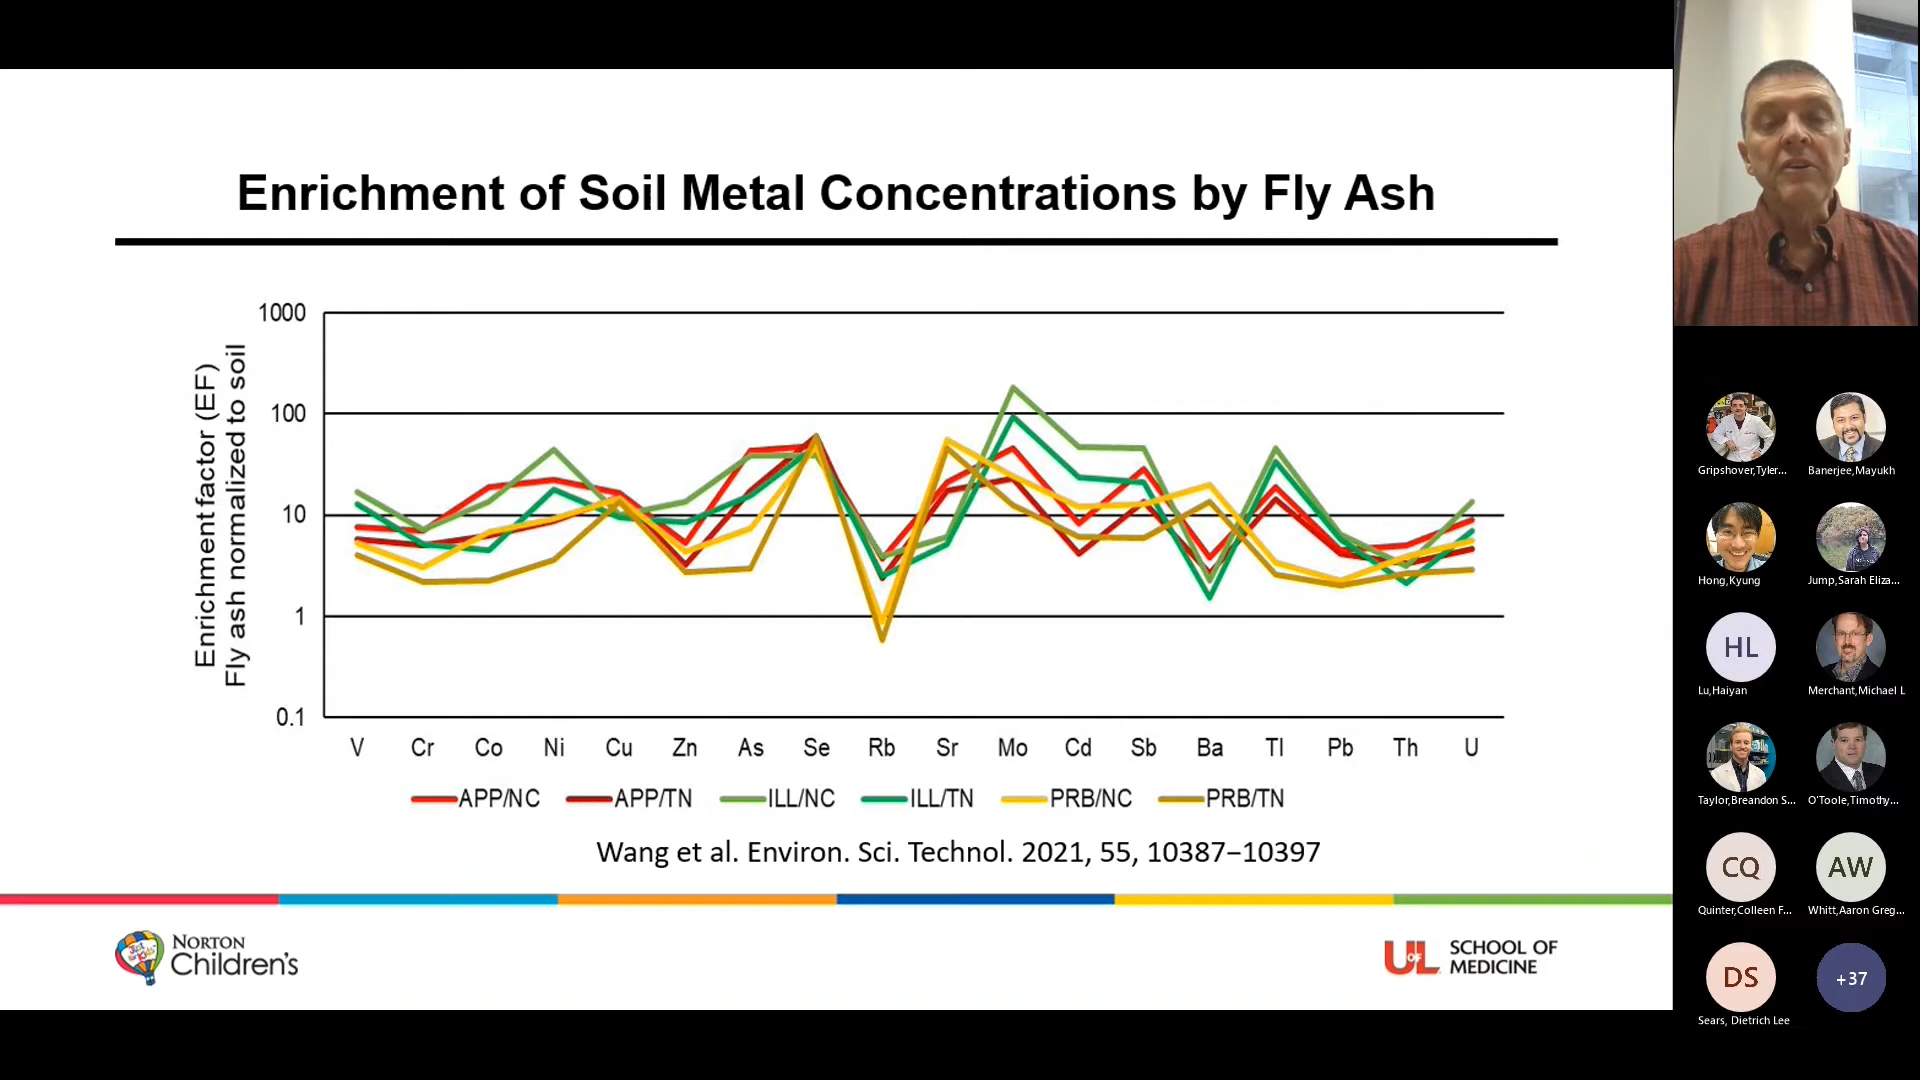 Enrichment of Soil Metal Concentrations by Fly Ash
Enrichment factor (EF)
Fly ash normalized to soil
1000
100
10
1
0.1
V Cr Co Ni Cu Zn As Se Rb Sr Mo Cd Sb Ba Tl Pb Th U
APP/NC APP/TN ILL/NC ILL/TN PRB/NC PRB/TN
Wang et al. Environ. Sci. Technol. 2021, 55, 10387−10397
NORTON
Children's
UofL
SCHOOL OF
MEDICINE
Gripshover,Tyler...
Banerjee,Mayukh
Hong,Kyung
Jump,Sarah Eliza...
HL
Lu,Haiyan
Merchant,Michael L
Taylor,Breandon S...
O'Toole,Timothy...
CQ
Quinter,Colleen F...
AW
Whitt,Aaron Greg...
DS
Sears, Dietrich Lee
+37